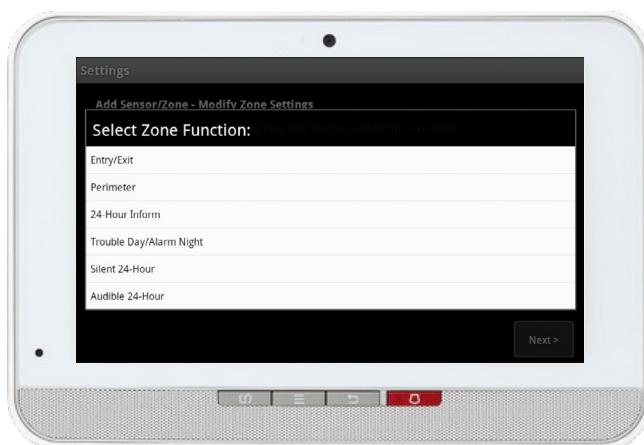 Settings
Add Sensor/Zone - Modify Zone Settings
Select Zone Function:
Entry/Exit
Perimeter
24-Hour Inform
Trouble Day/Alarm Night
Silent 24-Hour
Audible 24-Hour
Next >